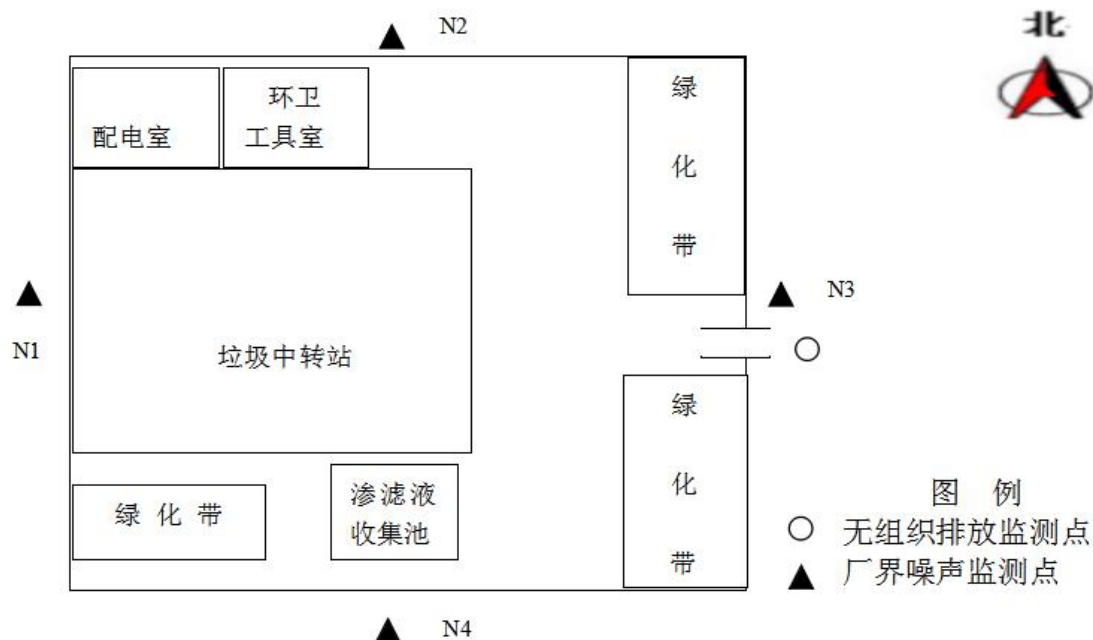 N2
北
配电室
环卫
工具室
绿
化
带
N1
垃圾中转站
N3
绿
化
带
绿 化 带
渗滤液
收集池
图 例
无组织排放监测点
厂界噪声监测点
N4